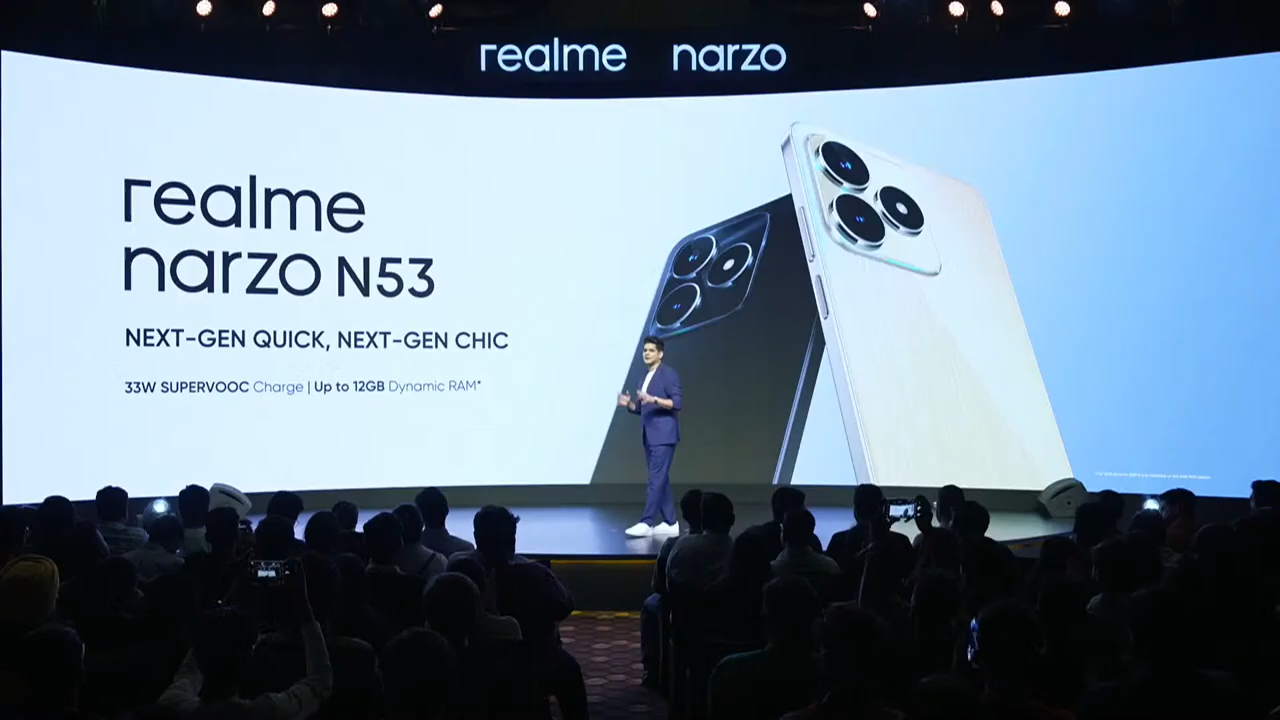 realme narzo
realme
narzo N53
NEXT-GEN QUICK, NEXT-GEN CHIC
33W SUPERVOOC Charge | Up to 12GB Dynamic RAM*